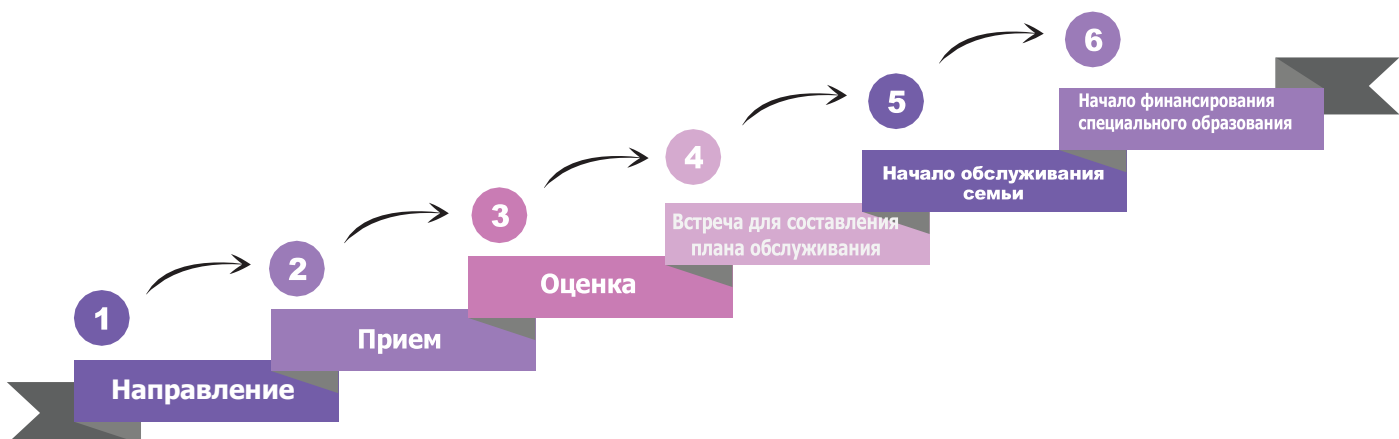 1
Направление
2
Прием
3
Оценка
4
Встреча для составления
плана обслуживания
5
Начало обслуживания
семьи
6
Начало финансирования
специального образования